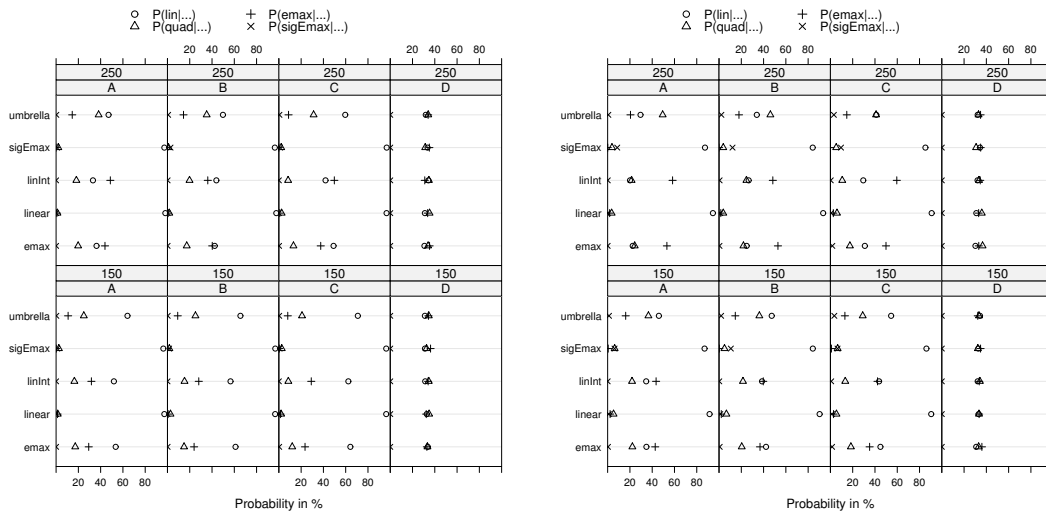 P(lin|...) P(emax|...)
P(quad|...) P(sigEmax|...)
20 40 60 80 20 40 60 80
250 250 250 250
A B C D
umbrella
sigEmax
linInt
linear
emax
150 150 150 150
A B C D
umbrella
sigEmax
linInt
linear
emax
20 40 60 80 20 40 60 80
Probability in %
P(lin|...) P(emax|...)
P(quad|...) P(sigEmax|...)
20 40 60 80 20 40 60 80
250 250 250 250
A B C D
umbrella
sigEmax
linInt
linear
emax
150 150 150 150
A B C D
umbrella
sigEmax
linInt
linear
emax
20 40 60 80 20 40 60 80
Probability in %